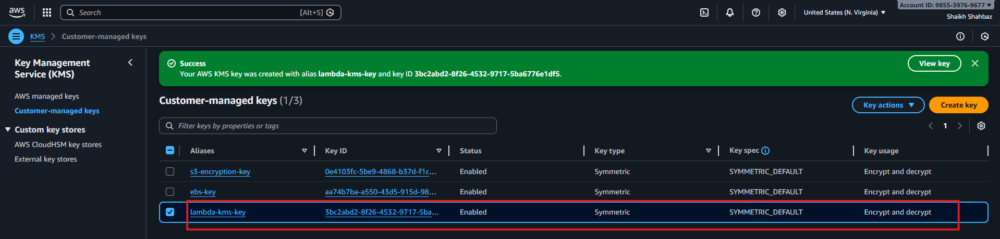 aws
Search [Alt+S]
United States (N. Virginia)
Account ID: 9855-3976-9677
Shaikh Shahbaz
KMS > Customer-managed keys
Key Management
Service (KMS)
AWS managed keys
Customer-managed keys
Custom key stores
AWS CloudHSM key stores
External key stores
Success
Your AWS KMS key was created with alias lambda-kms-key and key ID 3bc2abd2-8f26-4532-9717-5ba6776e1df5.
View key
Customer-managed keys (1/3)
Key actions
Create key
Filter keys by properties or tags
1
Aliases Key ID Status Key type Key spec Key usage
s3-encryption-key 0e4103fc-5be9-4868-b37d-f1c... Enabled Symmetric SYMMETRIC_DEFAULT Encrypt and decrypt
ebs-key aa74b7ba-a550-43d5-915d-98... Enabled Symmetric SYMMETRIC_DEFAULT Encrypt and decrypt
lambda-kms-key 3bc2abd2-8f26-4532-9717-5ba... Enabled Symmetric SYMMETRIC_DEFAULT Encrypt and decrypt